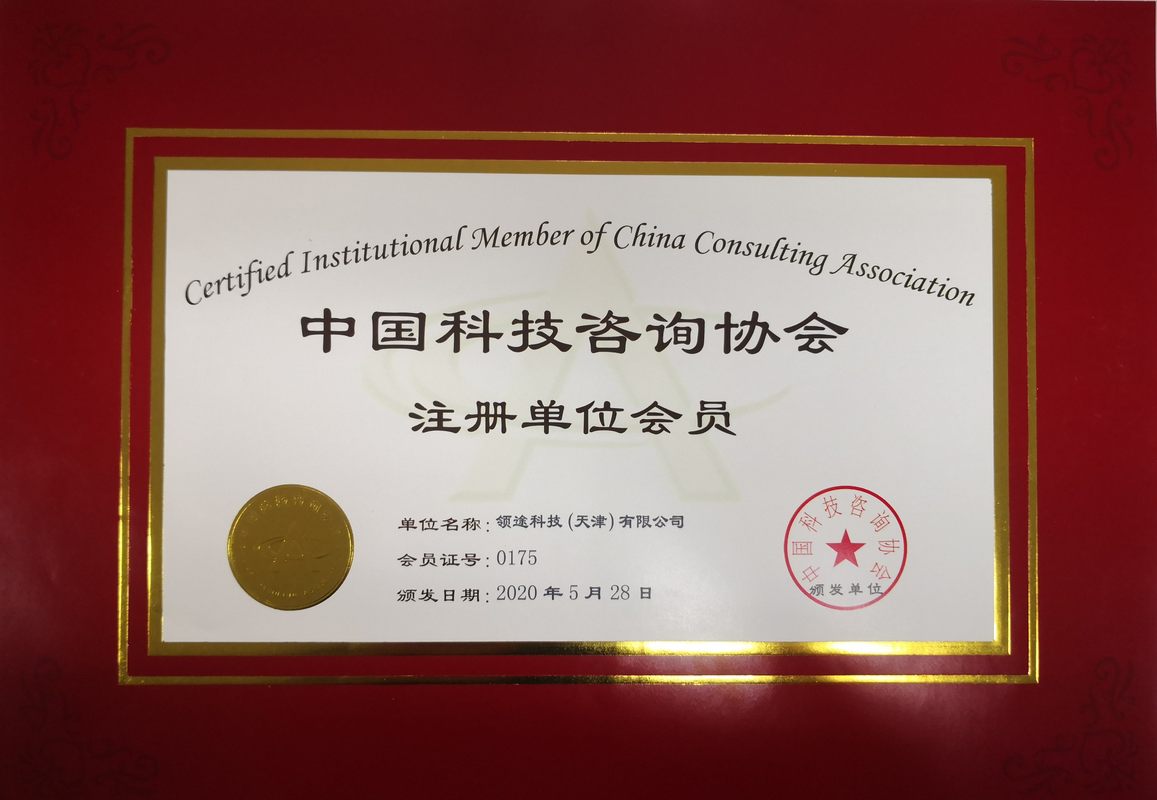 Certified Institutional Member of China Consulting Association
中国科技咨询协会
注册单位会员
单位名称：领途科技(天津)有限公司
会员证号：0175
颁发日期：2020年5月28日
中国科技咨询协会
颁发单位